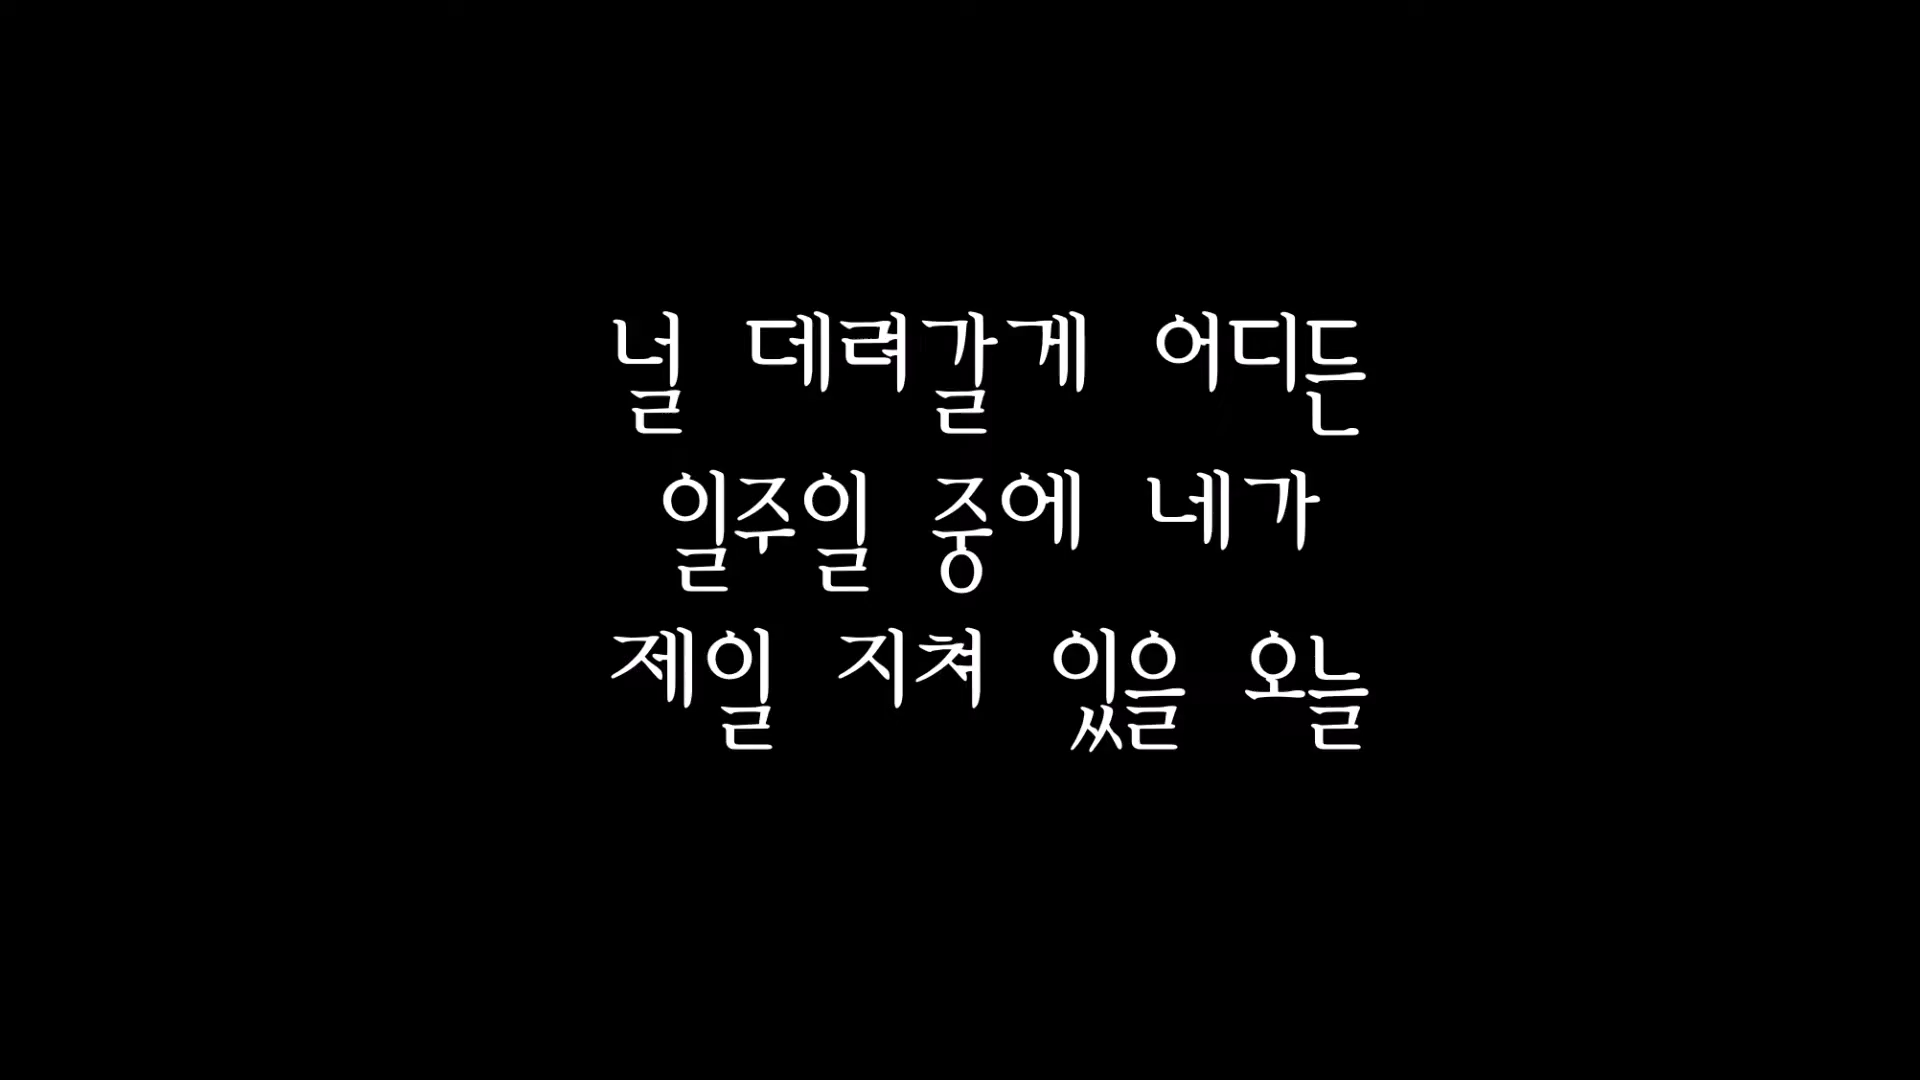 널 데려갈게 어디든
일주일 중에 네가
제일 지쳐 있을 오늘